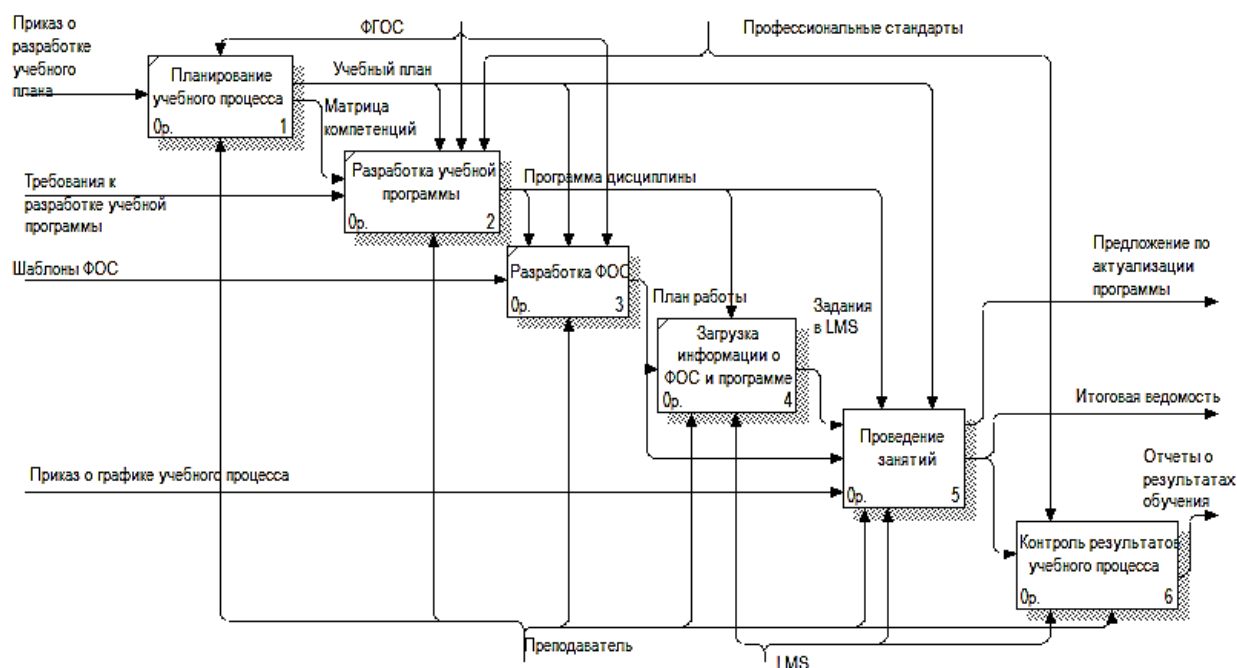 Приказ о
разработке
учебного
плана
ФГОС
Профессиональные стандарты
Планирование
учебного процесса
0р. 1
Учебный план
Матрица
компетенций
Требования к
разработке учебной
программы
Разработка учебной
программы
0р. 2
Программа дисциплины
Шаблоны ФОС
Разработка ФОС
0р. 3
План работы
Задания
в LMS
Предложение по
актуализации
программы
Загрузка
информации о
ФОС и программе
0р. 4
Итоговая ведомость
Проведение
занятий
0р. 5
Приказ о графике учебного процесса
Отчеты о
результатах
обучения
Контроль результатов
учебного процесса
0р. 6
Преподаватель
LMS